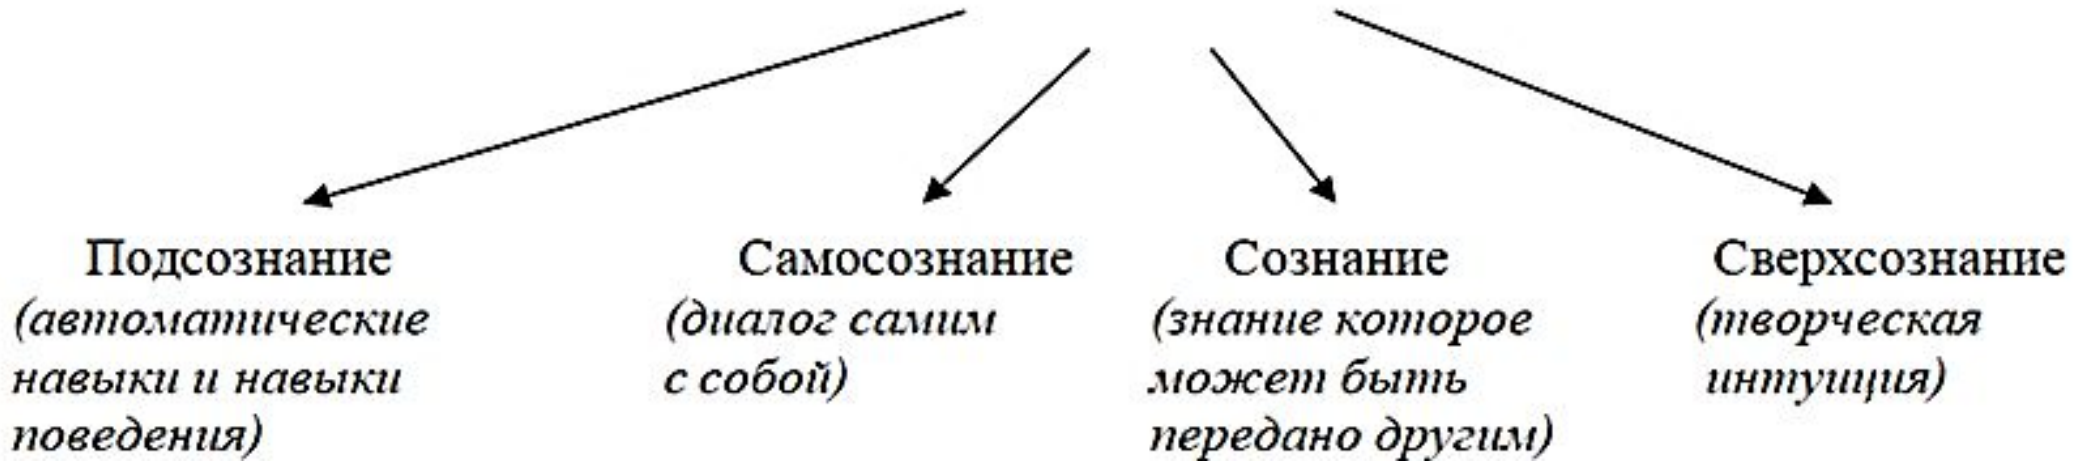 Подсознание
(автоматические
навыки и навыки
поведения)
Самосознание
(диалог самим
с собой)
Сознание
(знание которое
может быть
передано другим)
Сверхсознание
(творческая
интуиция)